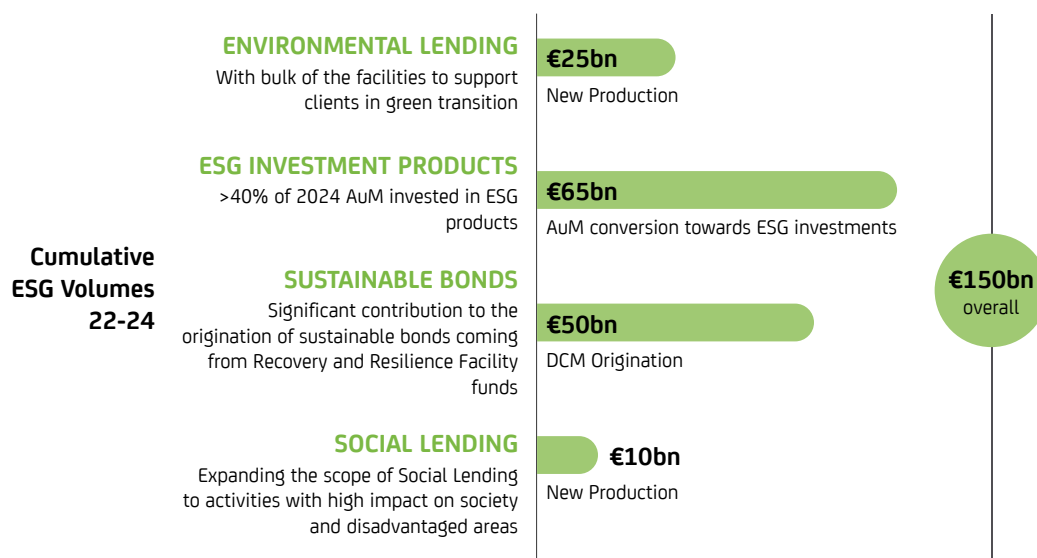 Cumulative
ESG Volumes
22-24
ENVIRONMENTAL LENDING
With bulk of the facilities to support
clients in green transition
€25bn
New Production
ESG INVESTMENT PRODUCTS
>40% of 2024 AuM invested in ESG
products
€65bn
AuM conversion towards ESG investments
SUSTAINABLE BONDS
Significant contribution to the
origination of sustainable bonds coming
from Recovery and Resilience Facility
funds
€50bn
DCM Origination
SOCIAL LENDING
Expanding the scope of Social Lending
to activities with high impact on society
and disadvantaged areas
€10bn
New Production
€150bn
overall